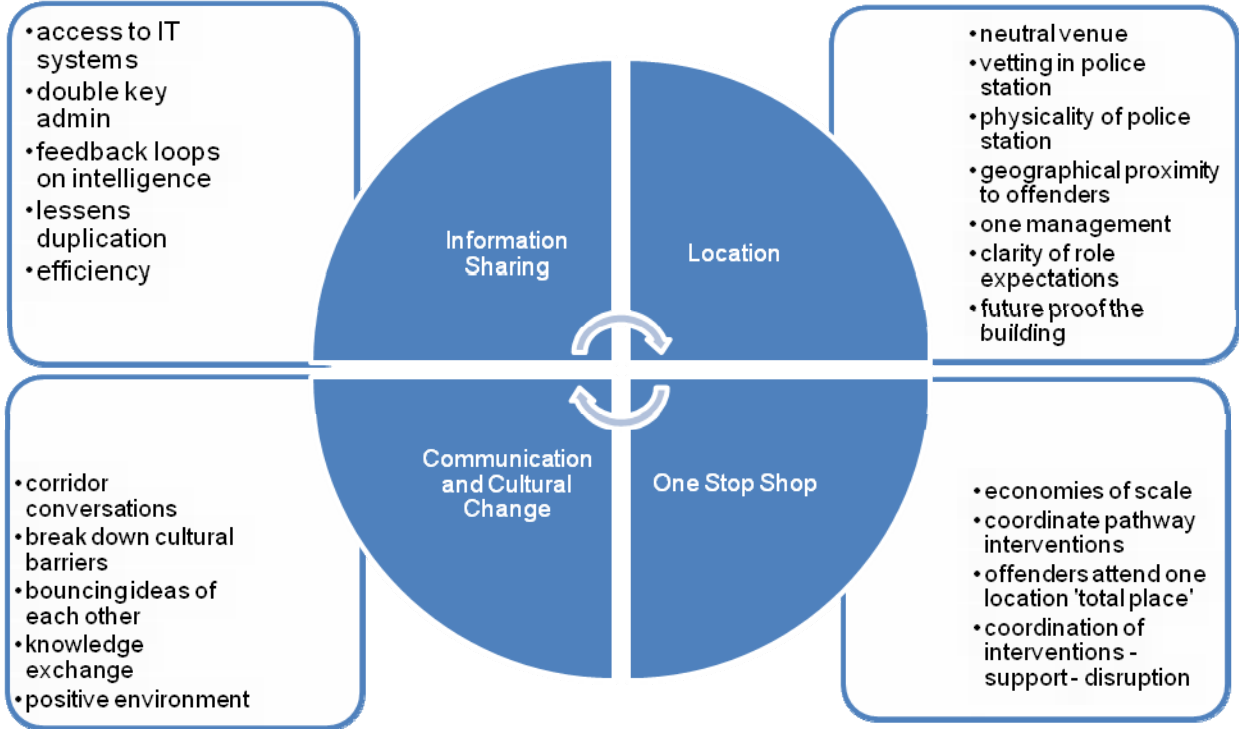 •access to IT
systems
•double key
admin
•feedback loops
on intelligence
•lessens
duplication
•efficiency
•neutral venue
•vetting in police
station
•physicality of police
station
•geographical proximity
to offenders
•one management
•clarity of role
expectations
•future proof the
building
Information
Sharing
Location
Communication
and Cultural
Change
One Stop Shop
•corridor
conversations
•break down cultural
barriers
•bouncing ideas of
each other
•knowledge
exchange
•positive environment
•economies of scale
•coordinate pathway
interventions
•offenders attend one
location 'total place'
•coordination of
interventions -
support - disruption